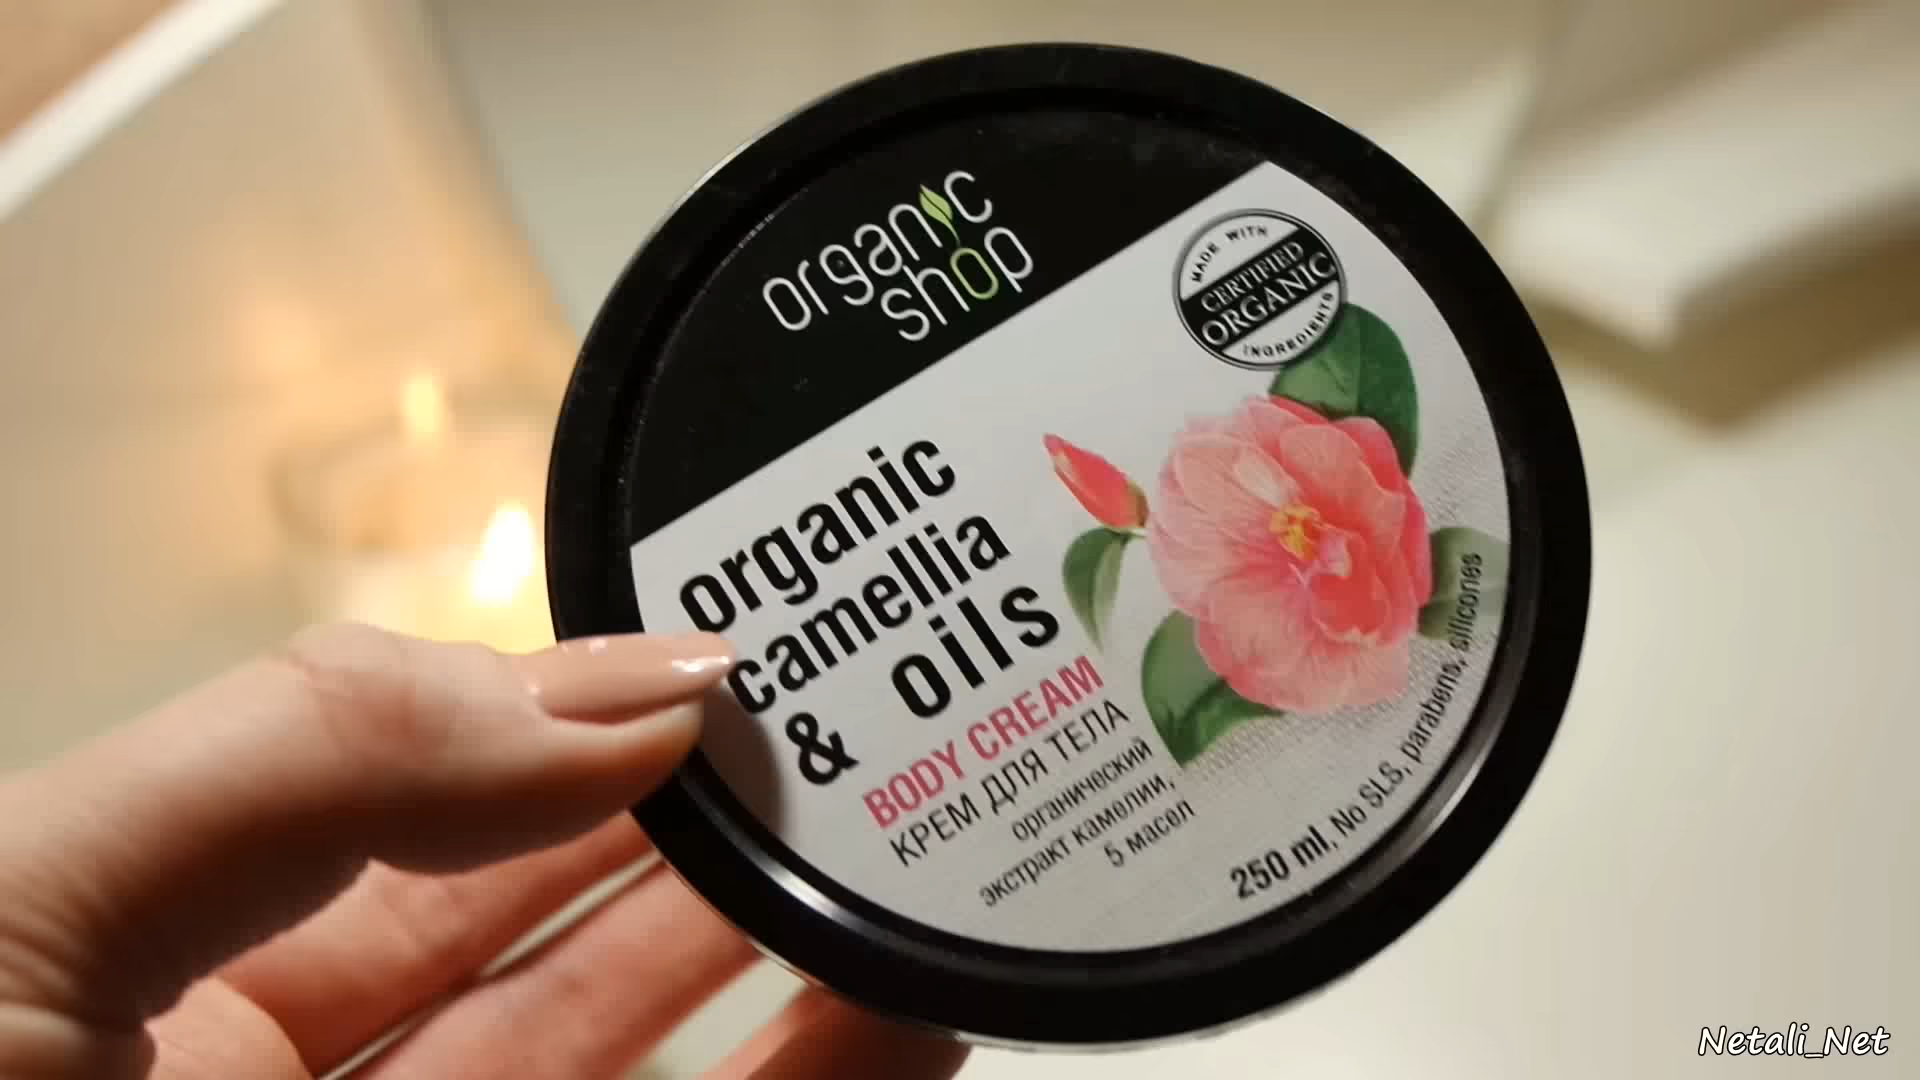 organic
shop
MADE WITH
CERTIFIED
ORGANIC
INGREDIENTS
organic
camellia
& oils
BODY CREAM
КРЕМ ДЛЯ ТЕЛА
органический
экстракт камелии,
5 масел
250 ml, No SLS, parabens, silicones
Netali_Net